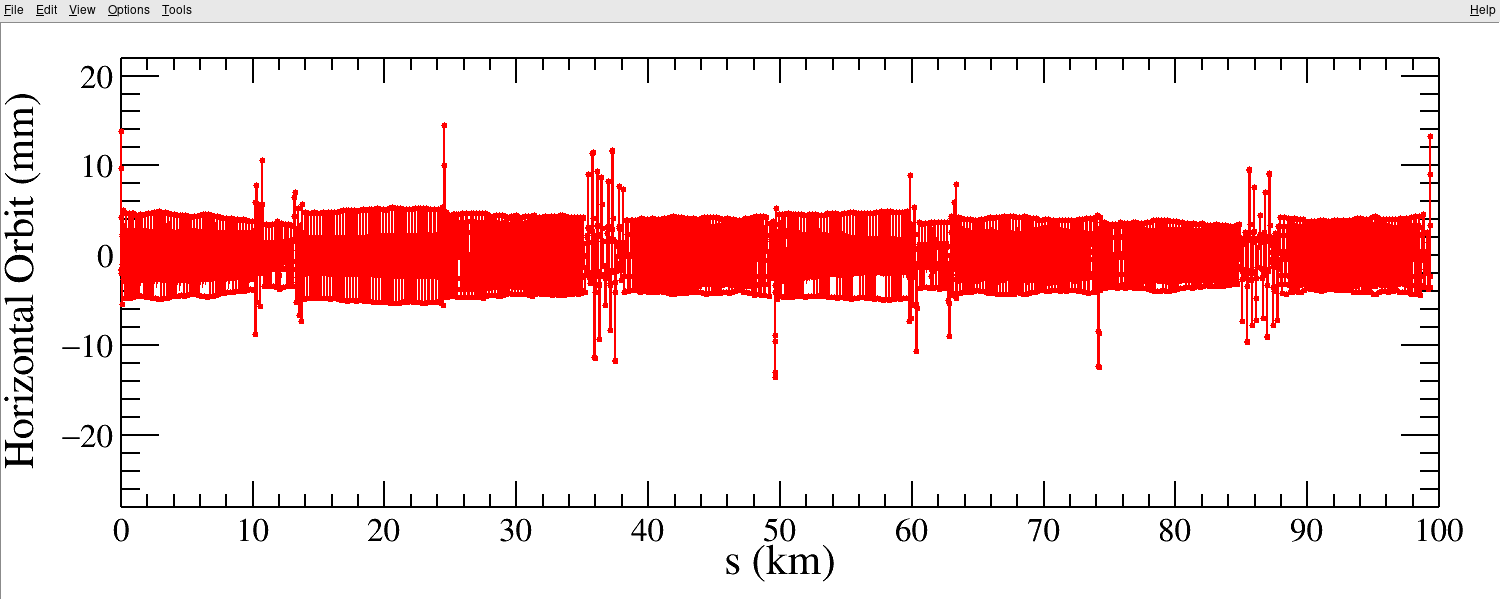 File Edit View Options Tools Help
Horizontal Orbit (mm)
20
10
0
−10
−20
0 10 20 30 40 50 60 70 80 90 100
s (km)